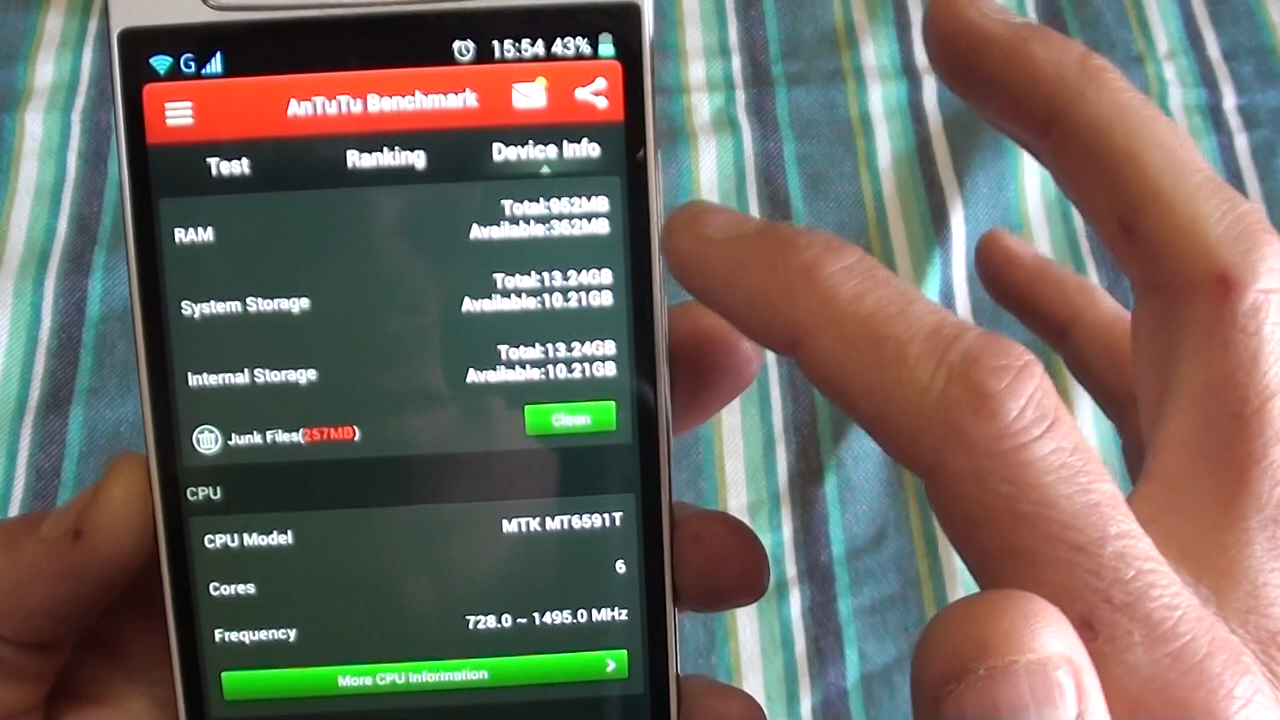 G 15:54 43%
AnTuTu Benchmark
Test Ranking Device Info
RAM Total:952MB
Available:362MB
System Storage Total:13.24GB
Available:10.21GB
Internal Storage Total:13.24GB
Available:10.21GB
Junk Files(257MB) Clean
CPU
CPU Model MTK MT6591T
Cores 6
Frequency 728.0 ~ 1495.0 MHz
More CPU Information